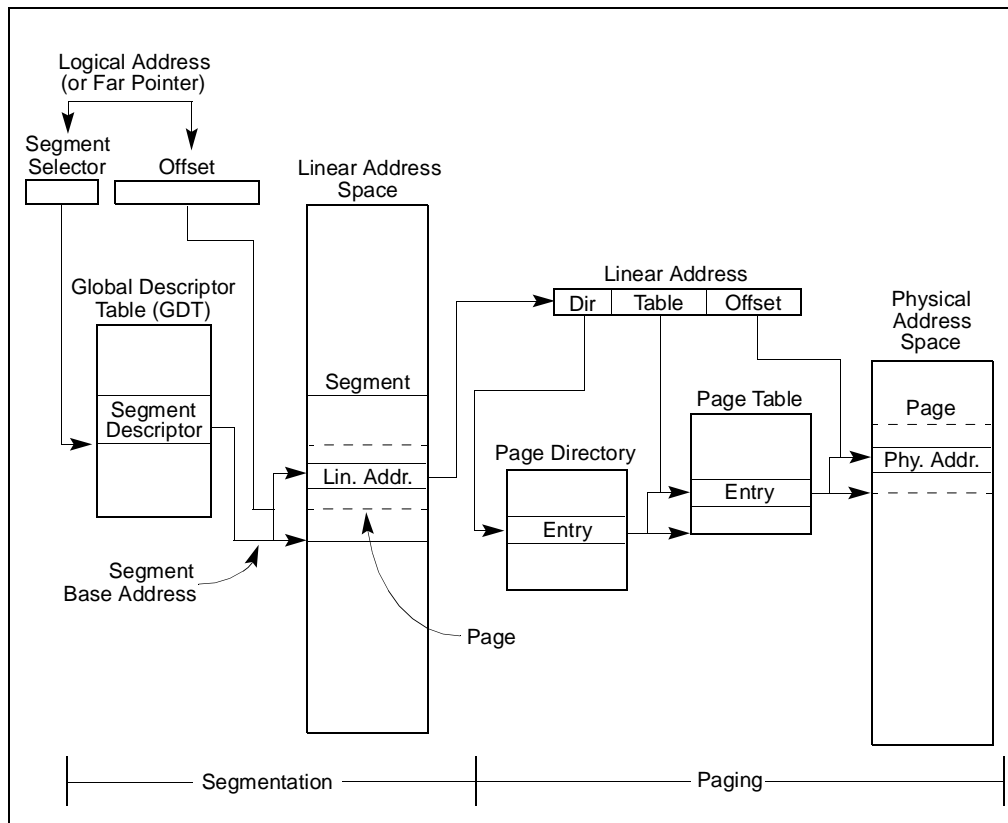 Logical Address
(or Far Pointer)
Segment
Selector
Offset
Linear Address
Space
Global Descriptor
Table (GDT)
Segment
Descriptor
Segment
Lin. Addr.
Segment
Base Address
Page
Linear Address
Dir
Table
Offset
Page Directory
Entry
Page Table
Entry
Physical
Address
Space
Page
Phy. Addr.
Segmentation
Paging